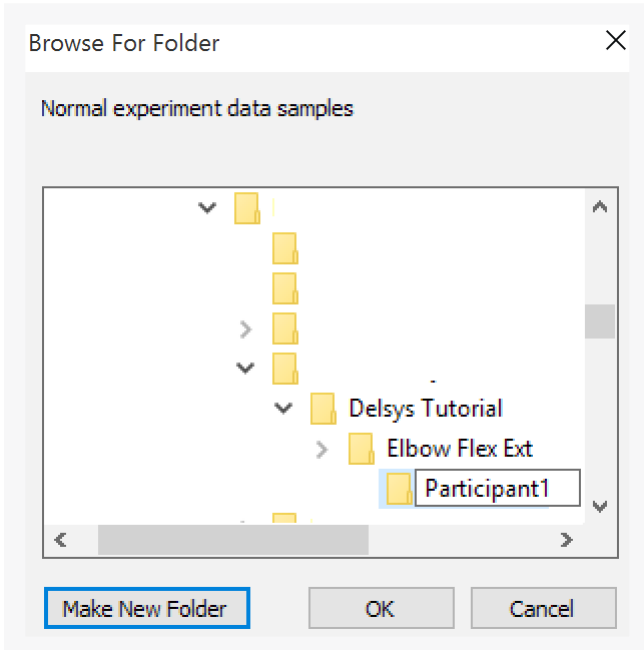 Browse For Folder
Normal experiment data samples
Delsys Tutorial
Elbow Flex Ext
Participant1
Make New Folder OK Cancel